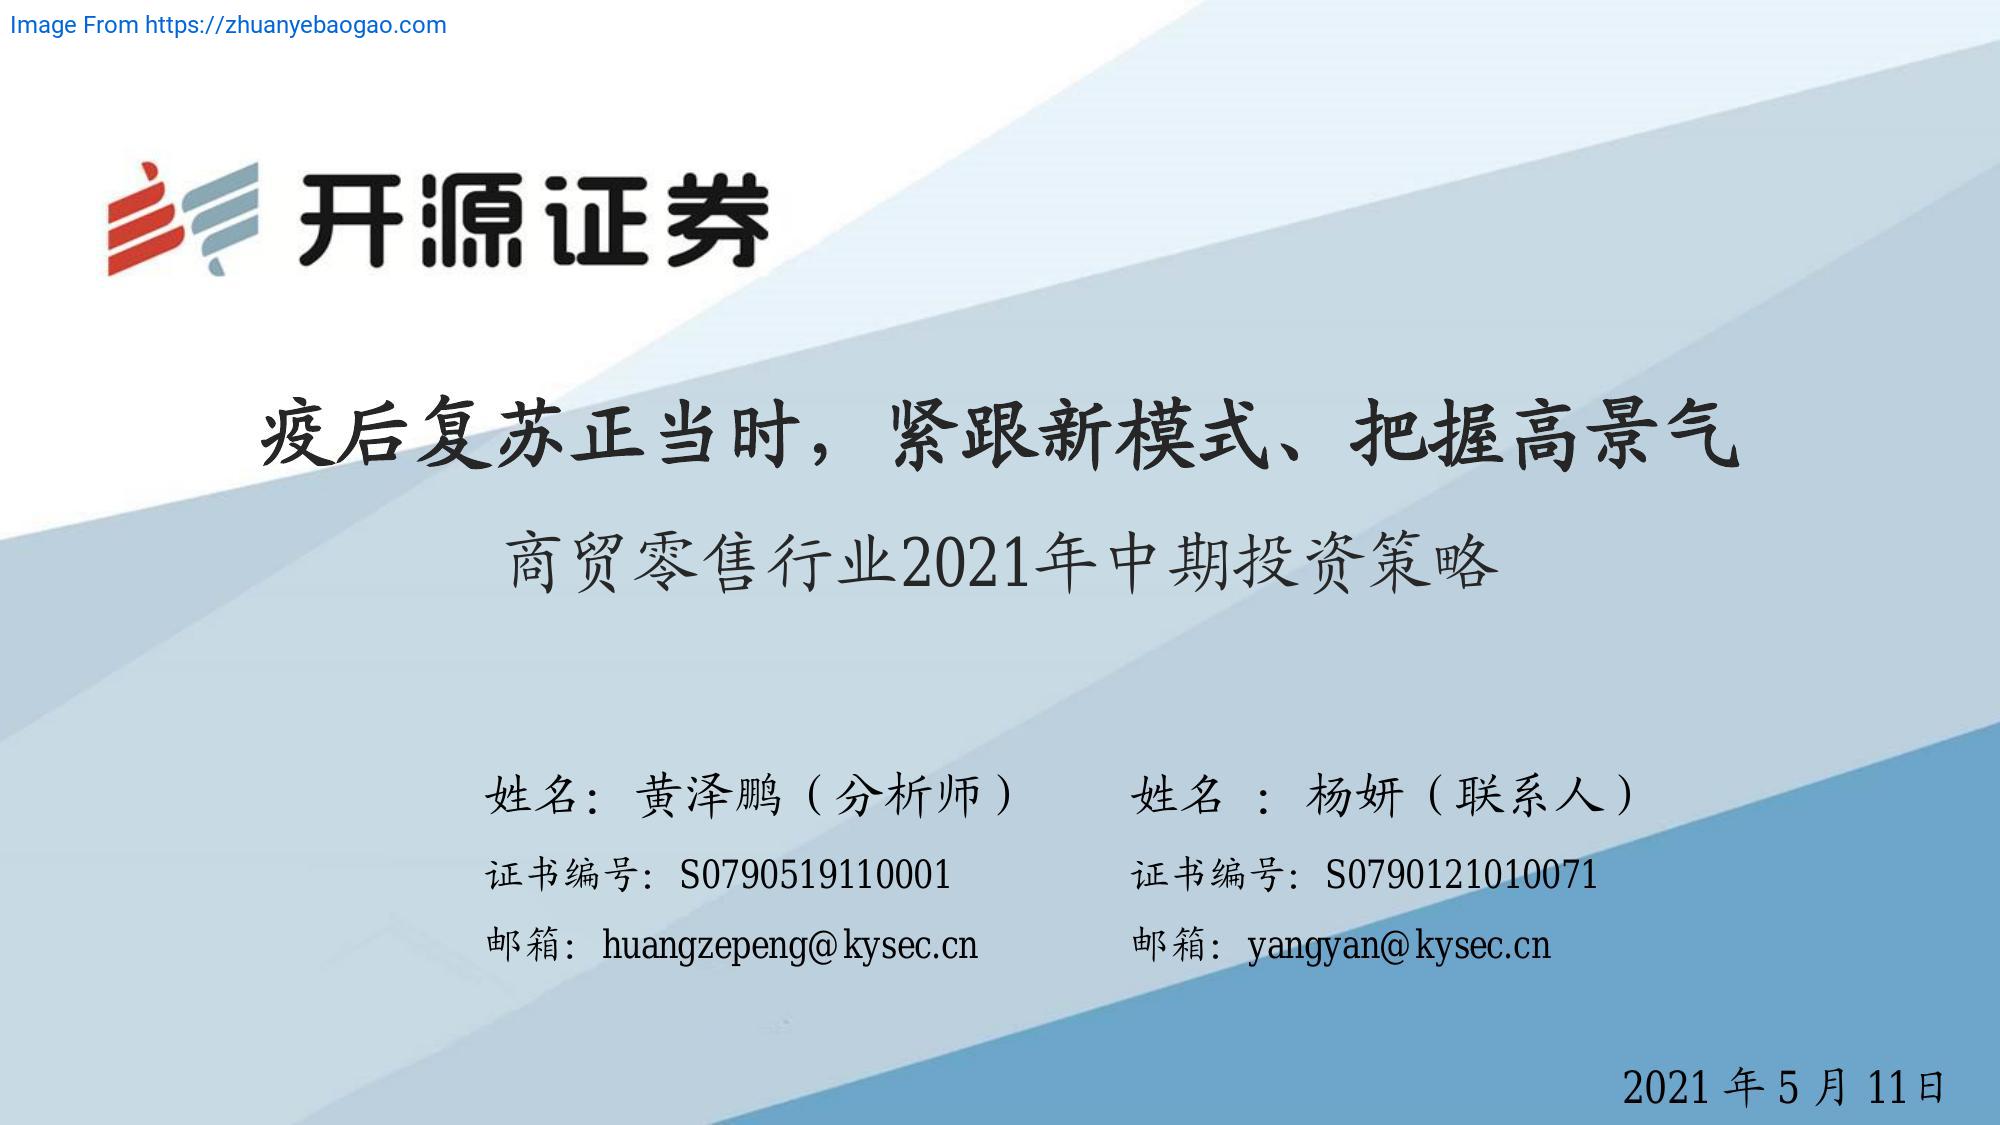 Image From https://zhuanyebaogao.com
开源证券
疫后复苏正当时，紧跟新模式、把握高景气
商贸零售行业2021年中期投资策略
姓名：黄泽鹏（分析师）
证书编号：S0790519110001
邮箱：huangzepeng@kysec.cn
姓名 ：杨妍（联系人）
证书编号：S0790121010071
邮箱：yangyan@kysec.cn
2021 年 5 月 11日